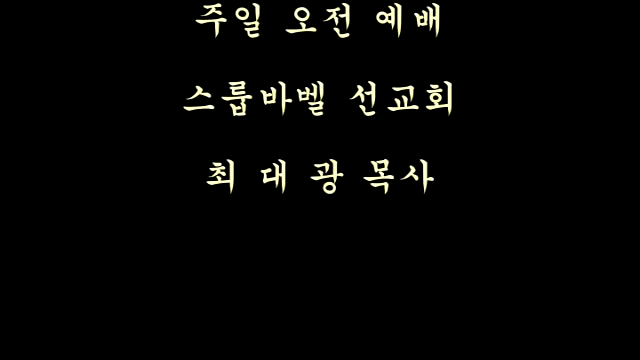 주일 오전 예배
스룹바벨 선교회
최 대 광 목사